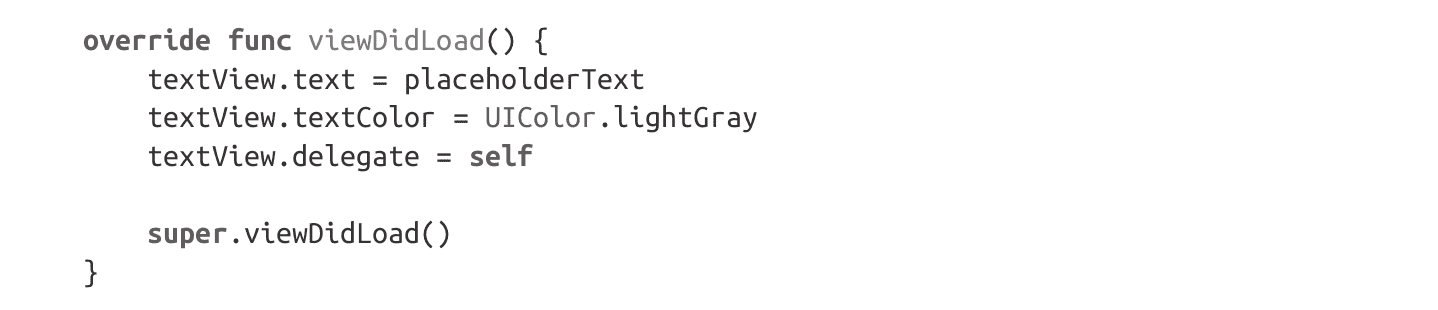 override func viewDidLoad() {
    textView.text = placeholderText
    textView.textColor = UIColor.lightGray
    textView.delegate = self

    super.viewDidLoad()
}